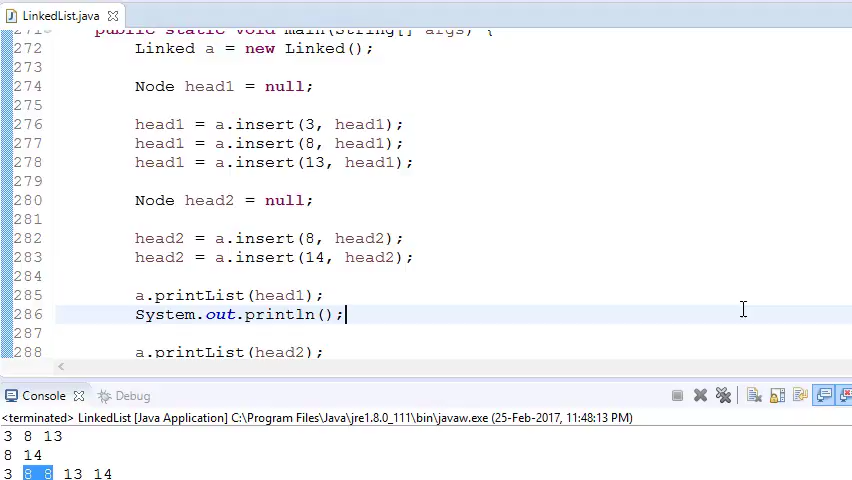 LinkedList.java
271 public static void main(String[] args) {
272 Linked a = new Linked();
273
274 Node head1 = null;
275
276 head1 = a.insert(3, head1);
277 head1 = a.insert(8, head1);
278 head1 = a.insert(13, head1);
279
280 Node head2 = null;
281
282 head2 = a.insert(8, head2);
283 head2 = a.insert(14, head2);
284
285 a.printList(head1);
286 System.out.println();
287
288 a.printList(head2);
Console Debug
<terminated> LinkedList [Java Application] C:\Program Files\Java\jre1.8.0_111\bin\javaw.exe (25-Feb-2017, 11:48:13 PM)
3 8 13
8 14
3 8 8 13 14